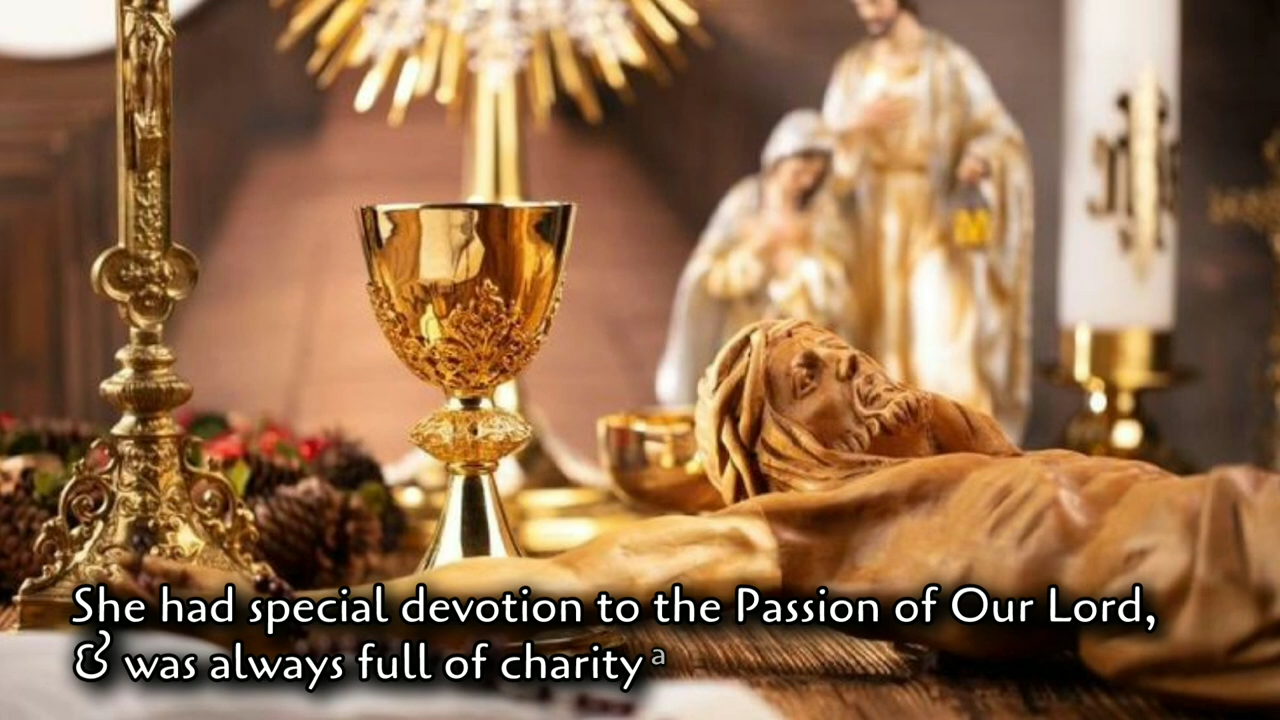 She had special devotion to the Passion of Our Lord,
& was always full of charity ª